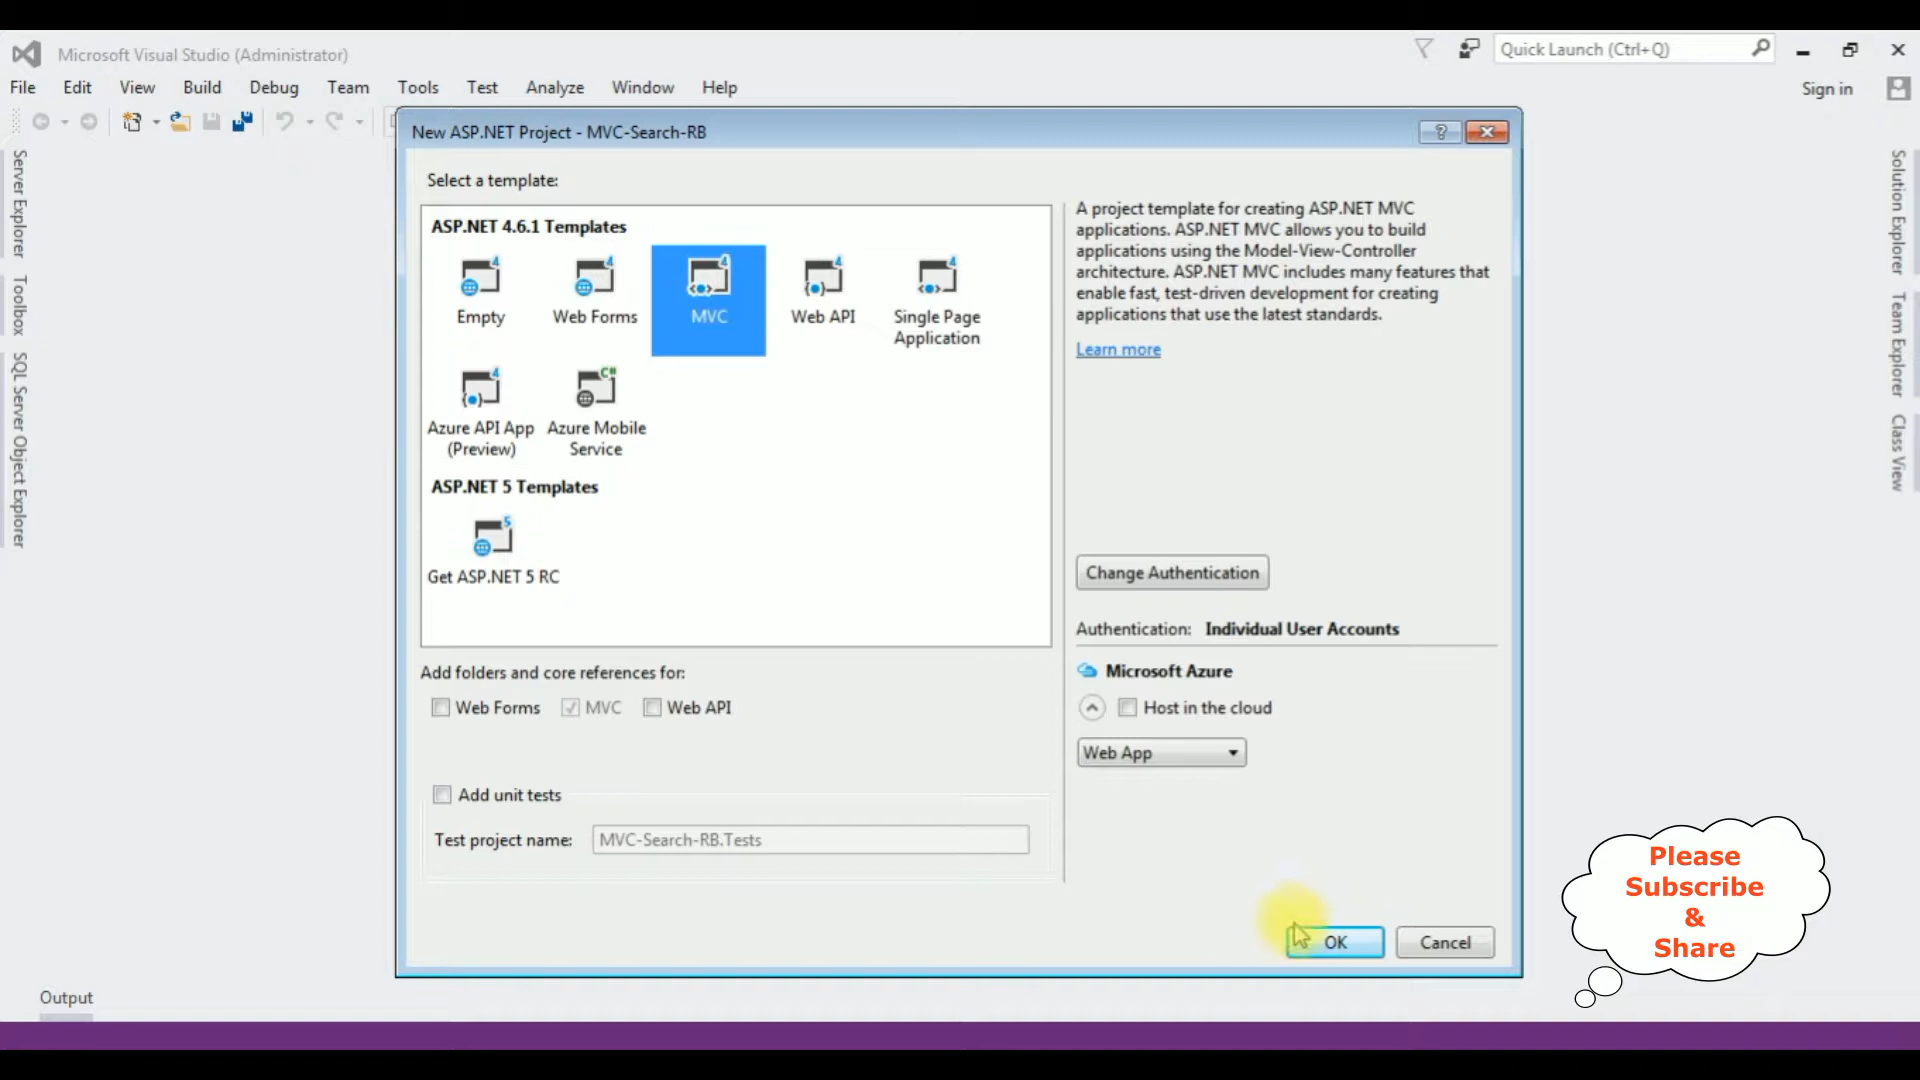 Microsoft Visual Studio (Administrator)
Quick Launch (Ctrl+Q)
File Edit View Build Debug Team Tools Test Analyze Window Help
Sign in
Server Explorer
Toolbox
SQL Server Object Explorer
New ASP.NET Project - MVC-Search-RB
?
Select a template:
ASP.NET 4.6.1 Templates
Empty
Web Forms
MVC
Web API
Single Page
Application
Azure API App
(Preview)
Azure Mobile
Service
ASP.NET 5 Templates
Get ASP.NET 5 RC
A project template for creating ASP.NET MVC
applications. ASP.NET MVC allows you to build
applications using the Model-View-Controller
architecture. ASP.NET MVC includes many features that
enable fast, test-driven development for creating
applications that use the latest standards.
Learn more
Change Authentication
Authentication: Individual User Accounts
Microsoft Azure
Host in the cloud
Web App
Add folders and core references for:
Web Forms MVC Web API
Add unit tests
Test project name: MVC-Search-RB.Tests
OK Cancel
Solution Explorer
Team Explorer
Class View
Please
Subscribe
&
Share
Output